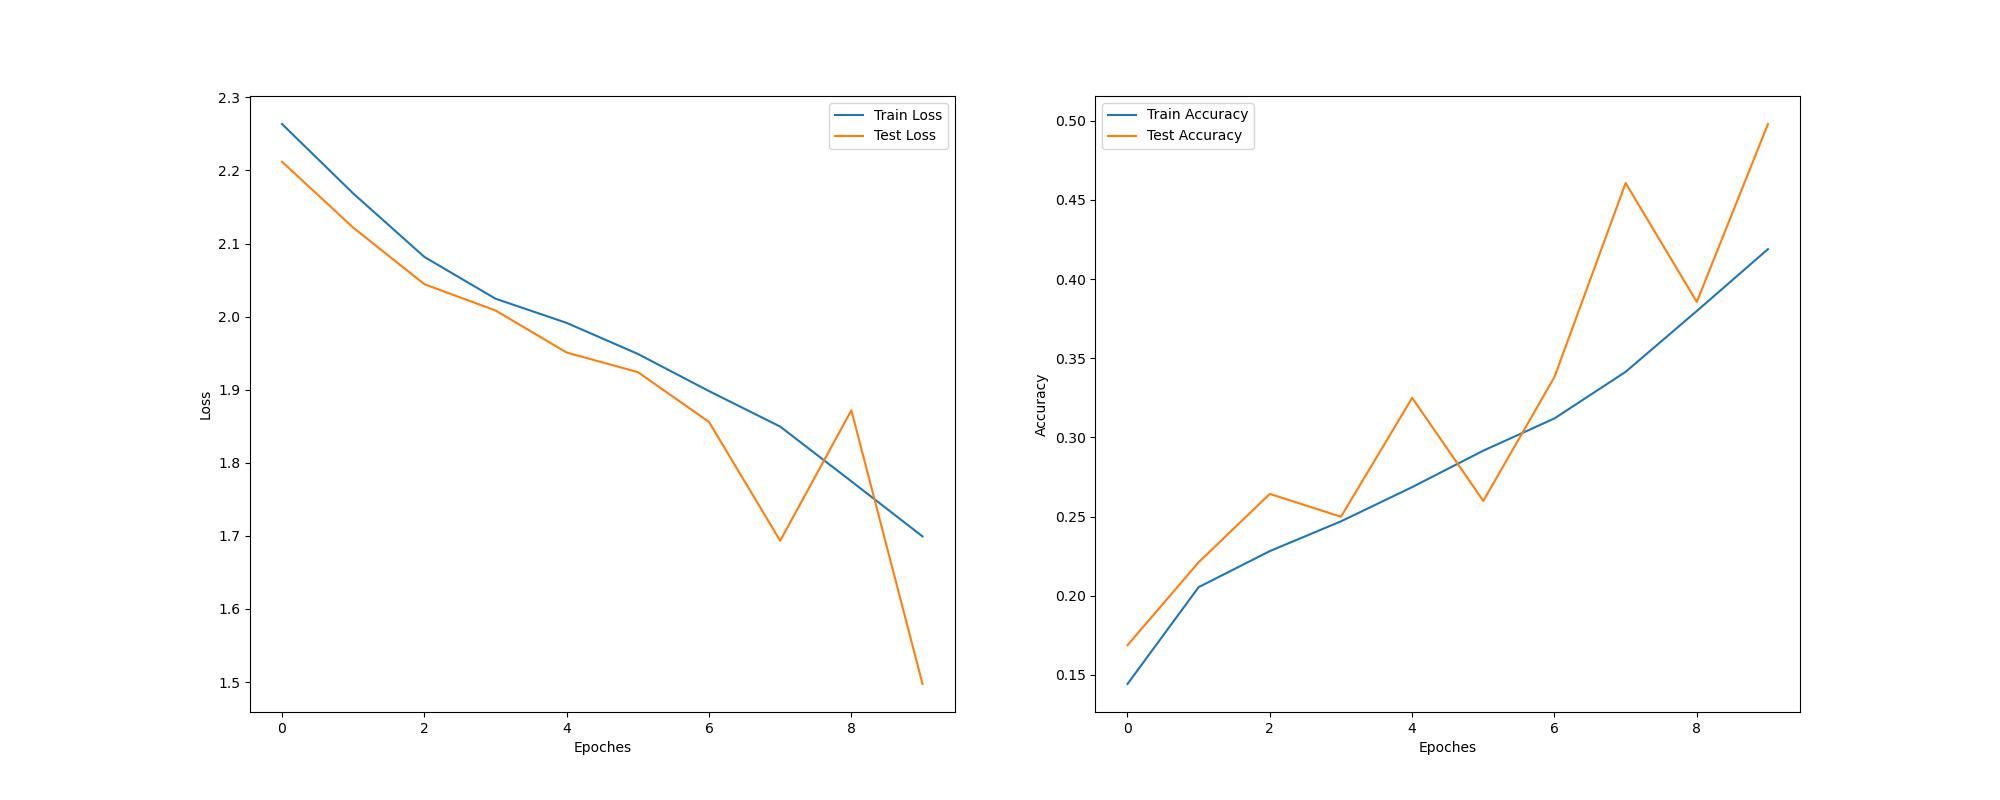 2.3
2.2
2.1
2.0
1.9
1.8
1.7
1.6
1.5
Loss
0 2 4 6 8
Epoches
Train Loss
Test Loss
0.50
0.45
0.40
0.35
0.30
0.25
0.20
0.15
Accuracy
0 2 4 6 8
Epoches
Train Accuracy
Test Accuracy